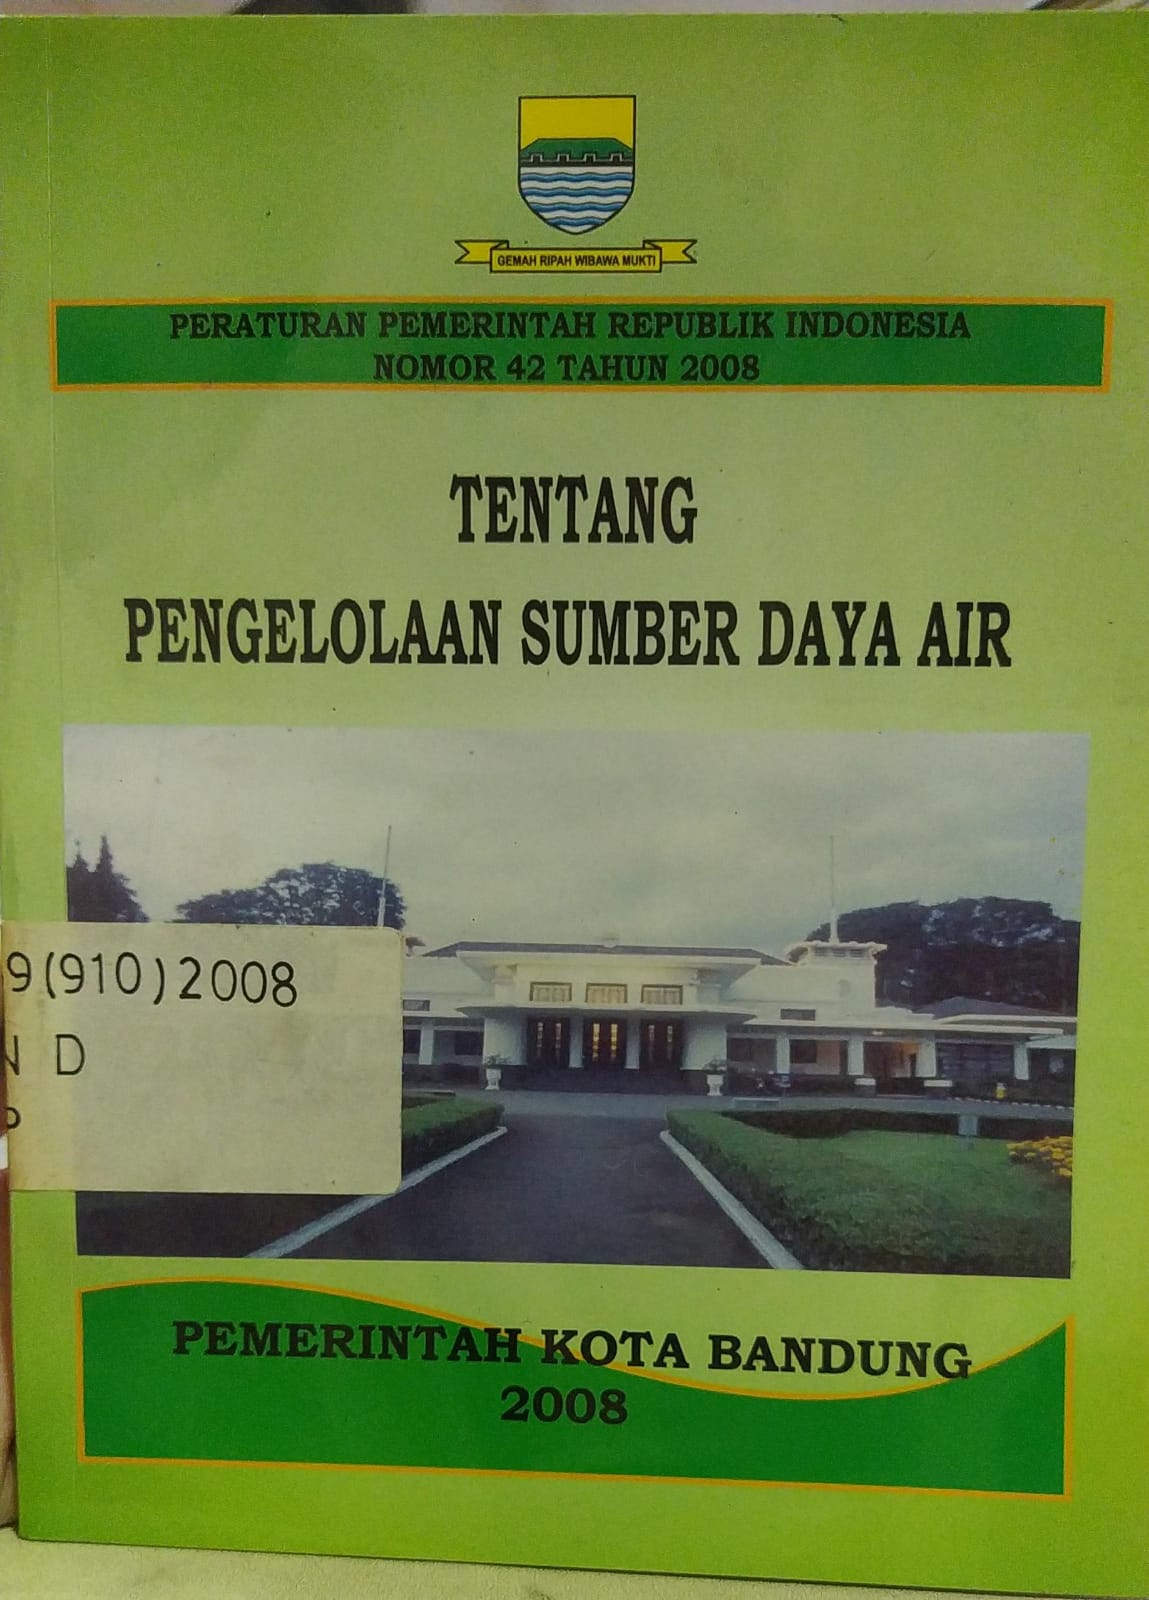 GEMAH RIPAH WIBAWA MUKTI
PERATURAN PEMERINTAH REPUBLIK INDONESIA
NOMOR 42 TAHUN 2008
TENTANG
PENGELOLAAN SUMBER DAYA AIR
9(910)2008
D
PEMERINTAH KOTA BANDUNG
2008